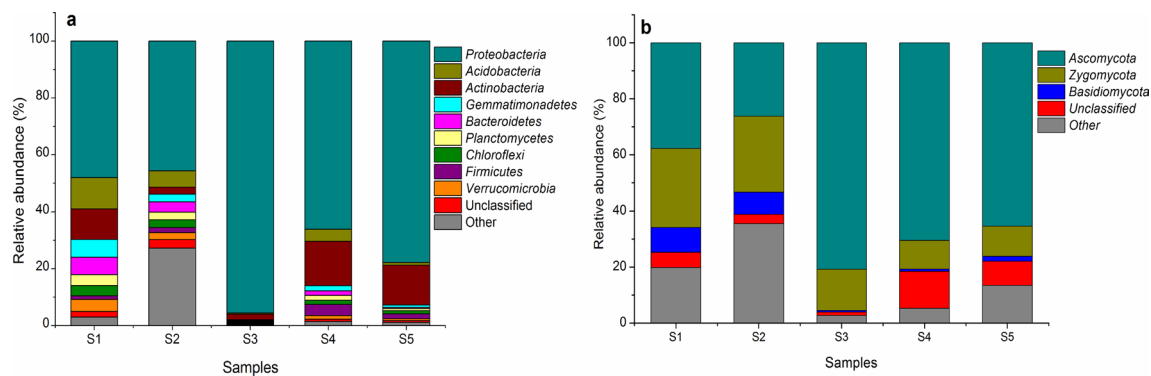 a
Relative abundance (%)
100
80
60
40
20
0
S1 S2 S3 S4 S5
Samples
Proteobacteria
Acidobacteria
Actinobacteria
Gemmatimonadetes
Bacteroidetes
Planctomycetes
Chloroflexi
Firmicutes
Verrucomicrobia
Unclassified
Other
b
Relative abundance (%)
100
80
60
40
20
0
S1 S2 S3 S4 S5
Samples
Ascomycota
Zygomycota
Basidiomycota
Unclassified
Other